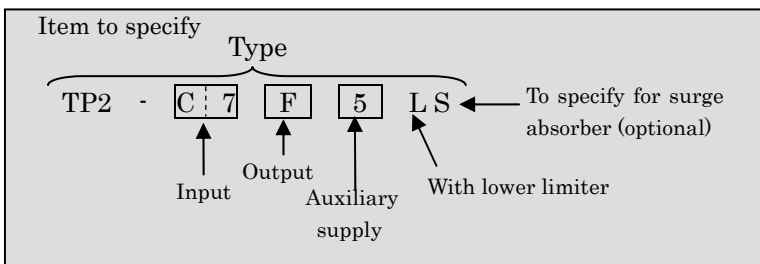 Item to specify
Type
TP2 - C 7 F 5 L S
To specify for surge
absorber (optional)
Input
Output
Auxiliary
supply
With lower limiter